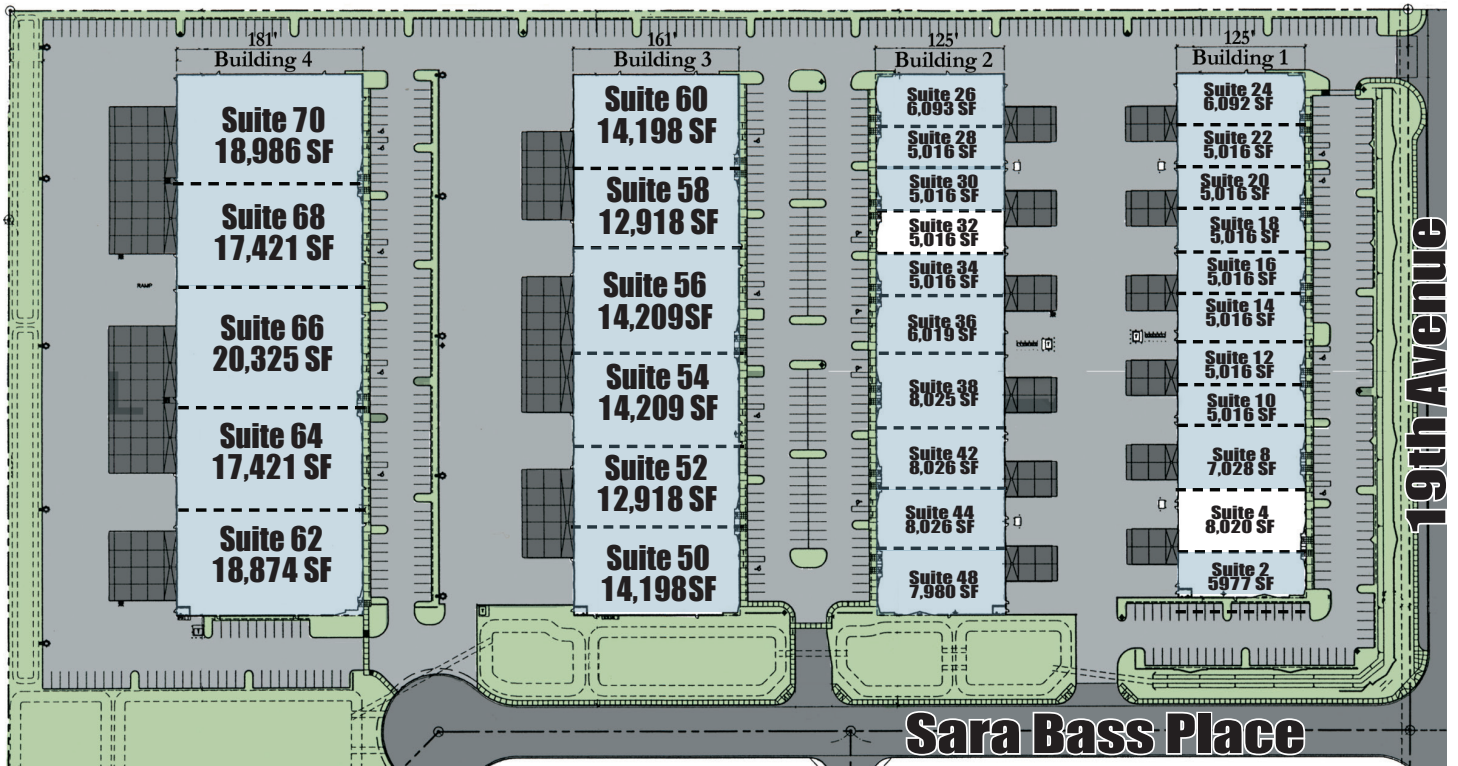 181'
Building 4
Suite 70
18,986 SF
Suite 68
17,421 SF
RAMP
Suite 66
20,325 SF
Suite 64
17,421 SF
Suite 62
18,874 SF
161'
Building 3
Suite 60
14,198 SF
Suite 58
12,918 SF
Suite 56
14,209SF
Suite 54
14,209 SF
Suite 52
12,918 SF
Suite 50
14,198SF
125'
Building 2
Suite 26
6,093 SF
Suite 28
5,016 SF
Suite 30
5,016 SF
Suite 32
5,016 SF
Suite 34
5,016 SF
Suite 36
6,019 SF
Suite 38
8,025 SF
Suite 42
8,026 SF
Suite 44
8,026 SF
Suite 48
7,980 SF
125'
Building 1
Suite 24
6,092 SF
Suite 22
5,016 SF
Suite 20
5,016 SF
Suite 18
5,016 SF
Suite 16
5,016 SF
Suite 14
5,016 SF
Suite 12
5,016 SF
Suite 10
5,016 SF
Suite 8
7,028 SF
Suite 4
8,020 SF
Suite 2
5977 SF
19th Avenue
Sara Bass Place